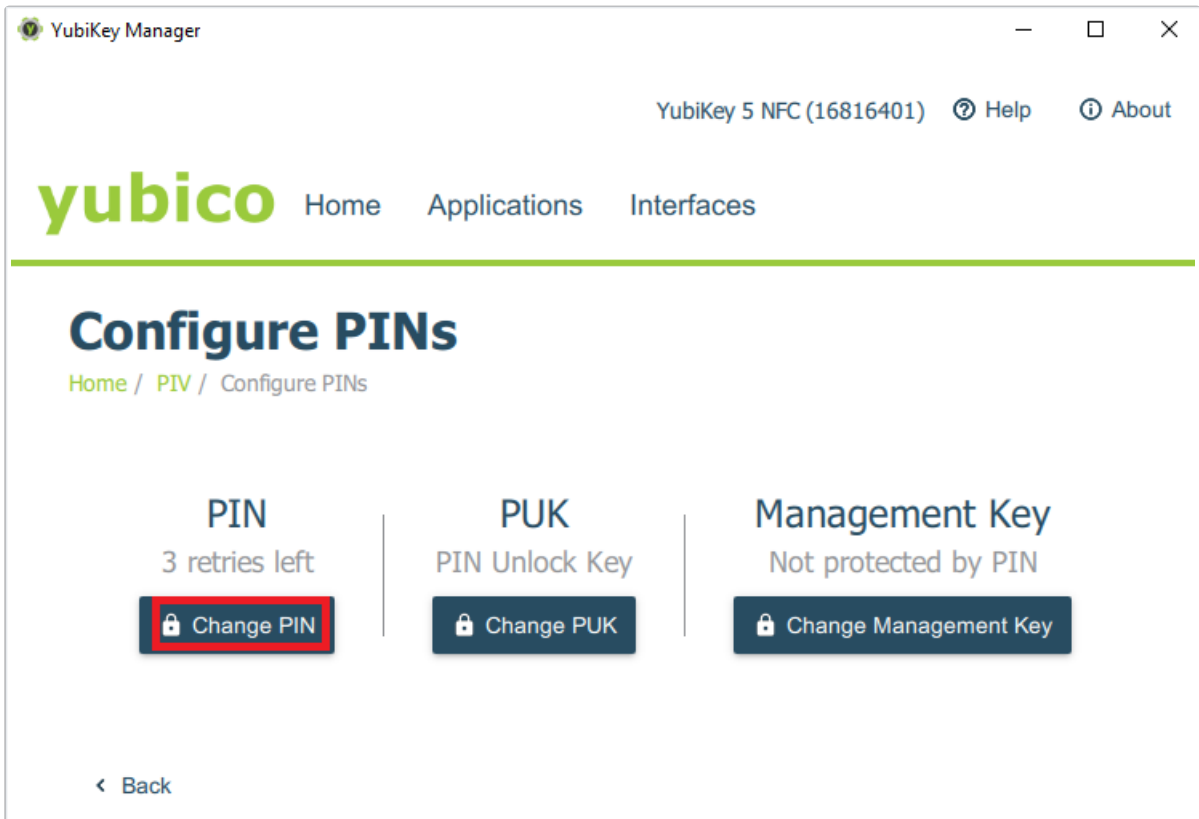 YubiKey Manager
YubiKey 5 NFC (16816401) Help About
yubico Home Applications Interfaces
Configure PINs
Home / PIV / Configure PINs
PIN PUK Management Key
3 retries left PIN Unlock Key Not protected by PIN
Change PIN Change PUK Change Management Key
Back